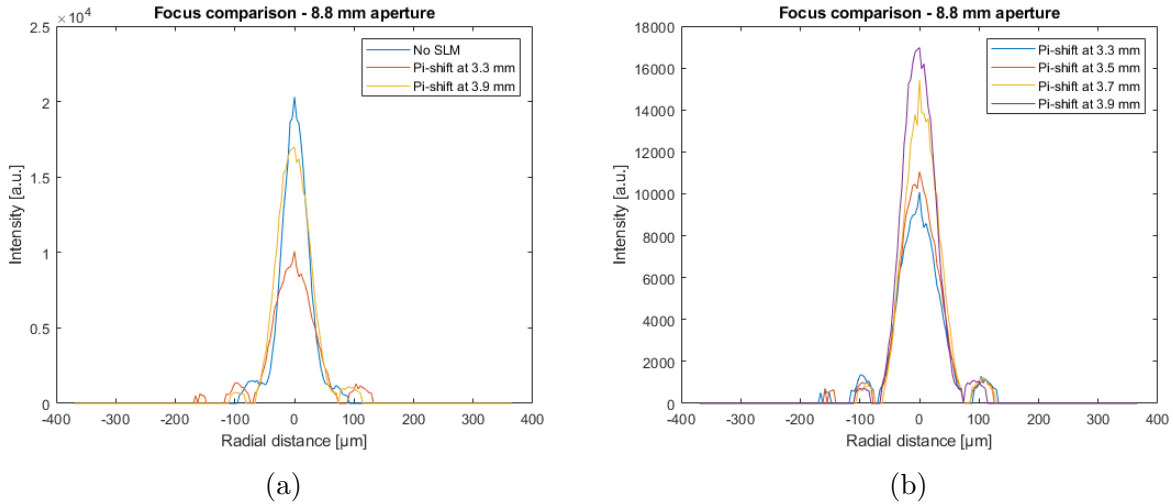 Focus comparison - 8.8 mm aperture
×10⁴
2.5
2
1.5
1
0.5
0
Intensity [a.u.]
No SLM
Pi-shift at 3.3 mm
Pi-shift at 3.9 mm
-400 -300 -200 -100 0 100 200 300 400
Radial distance [µm]
(a)
Focus comparison - 8.8 mm aperture
18000
16000
14000
12000
10000
8000
6000
4000
2000
0
Intensity [a.u.]
Pi-shift at 3.3 mm
Pi-shift at 3.5 mm
Pi-shift at 3.7 mm
Pi-shift at 3.9 mm
-400 -300 -200 -100 0 100 200 300 400
Radial distance [µm]
(b)